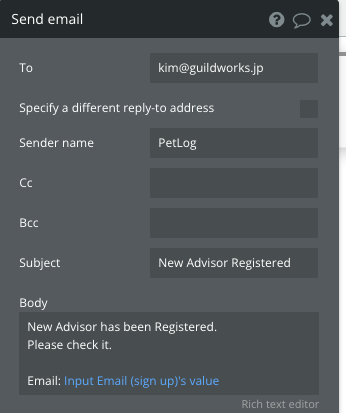 Send email
To
kim@guildworks.jp
Specify a different reply-to address
Sender name
PetLog
Cc
Bcc
Subject
New Advisor Registered
Body
New Advisor has been Registered.
Please check it.
Email: Input Email (sign up)'s value
Rich text editor